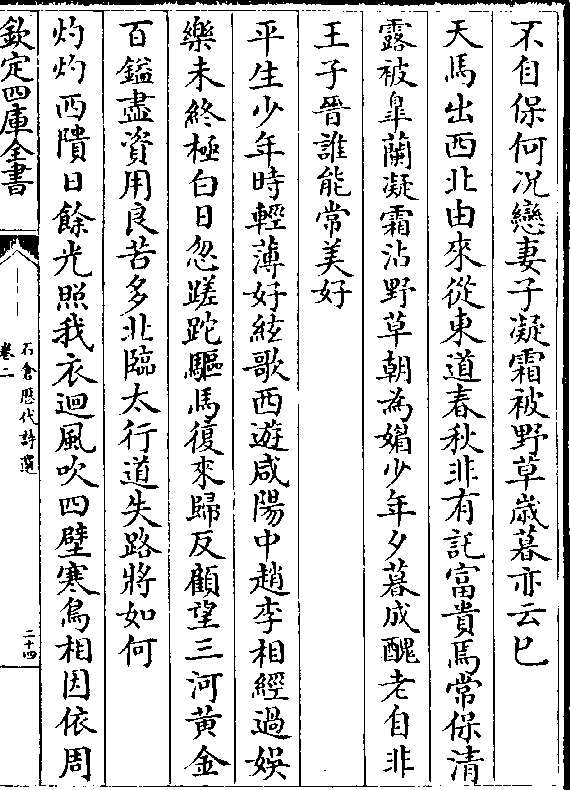 不自保何况戀妻子凝霜被野草歳暮亦云已
天馬出西北由來從東道春秋非有託富貴焉常保清
露被皐蘭凝霜沾野草朝為媚少年夕暮成醜老自非
王子晉誰能常美好
平生少年時輕薄好絃歌西遊咸陽中趙李相經過娱
樂未終極白日忽蹉跎驅馬復來歸反顧望三河黄金
百鎰盡資用良苦多北臨太行道失路將如何
灼灼西隤日餘光照我衣迴風吹四壁寒鳥相因依周
欽定四庫全書
石倉歴代詩選
卷二
二十四